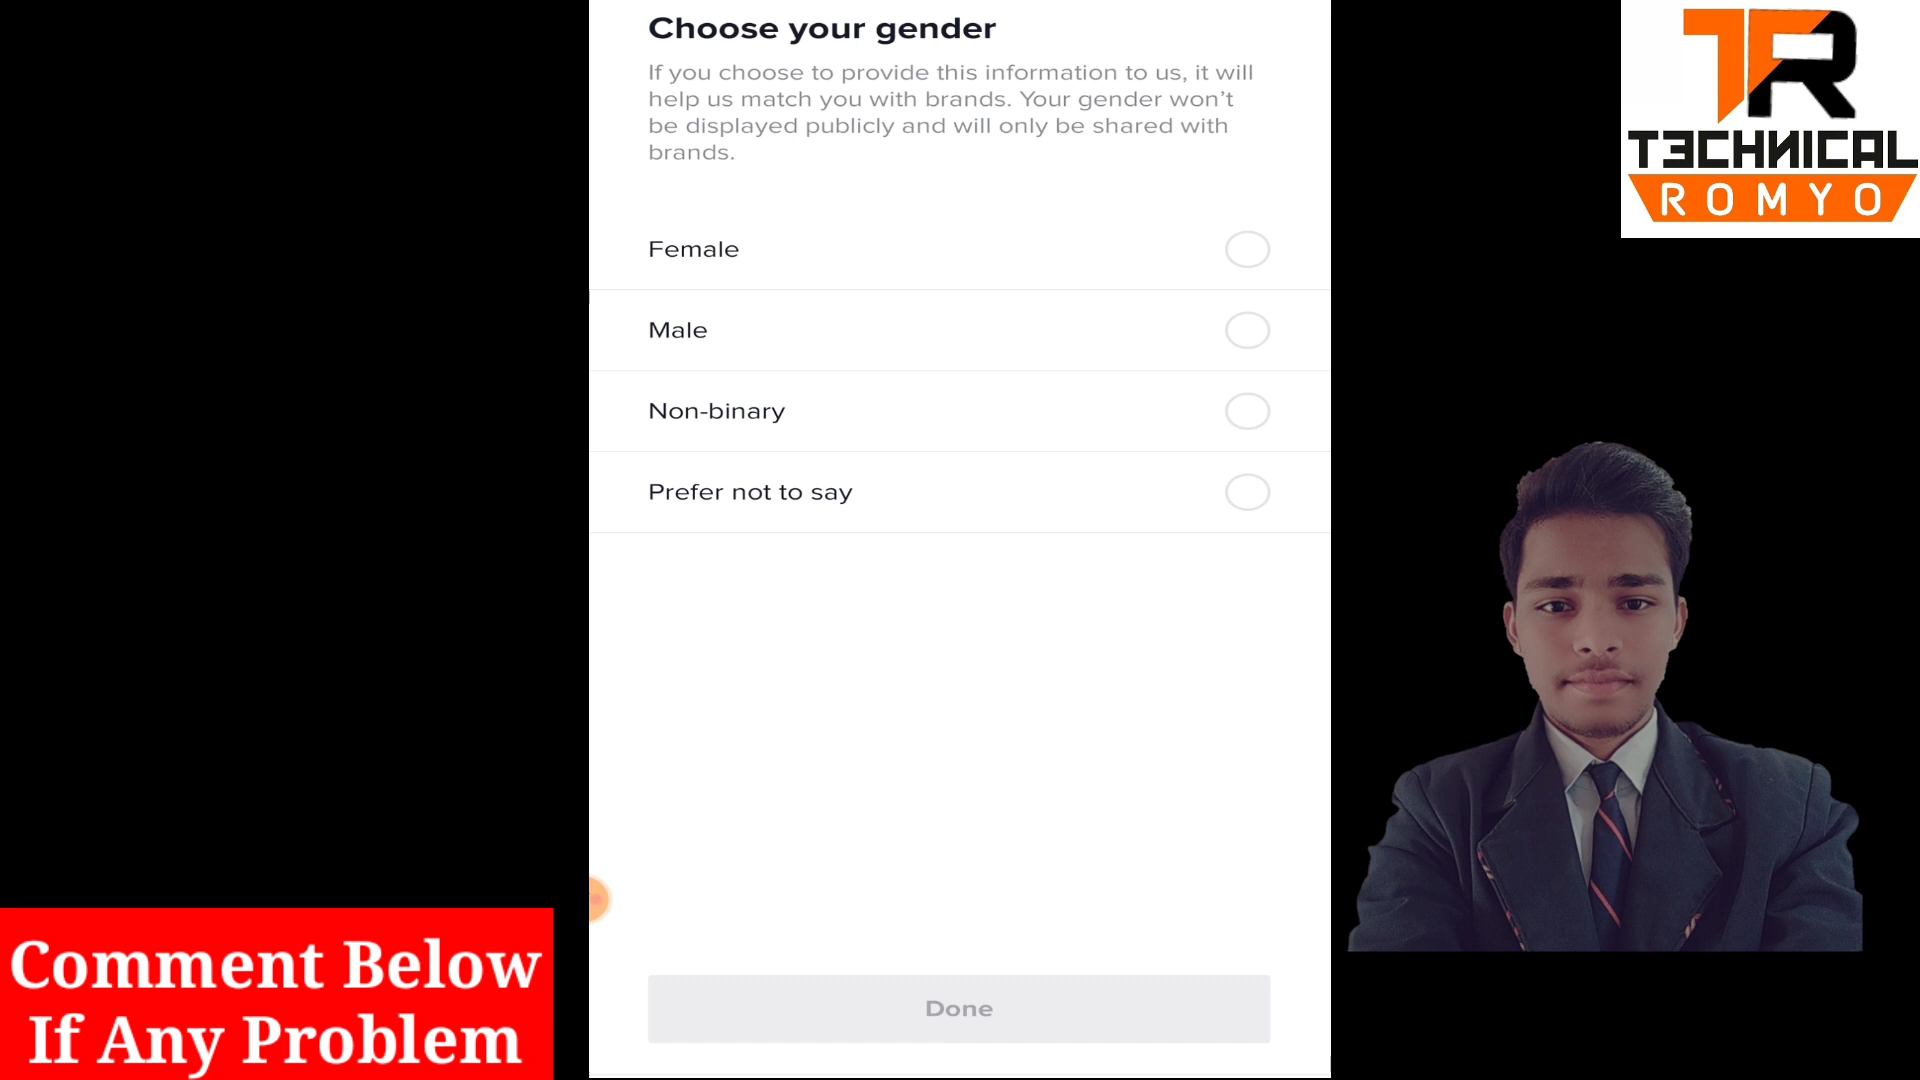 Choose your gender
If you choose to provide this information to us, it will
help us match you with brands. Your gender won’t
be displayed publicly and will only be shared with
brands.
Female
Male
Non-binary
Prefer not to say
Done
TR
TECHNICAL
ROMYO
Comment Below
If Any Problem